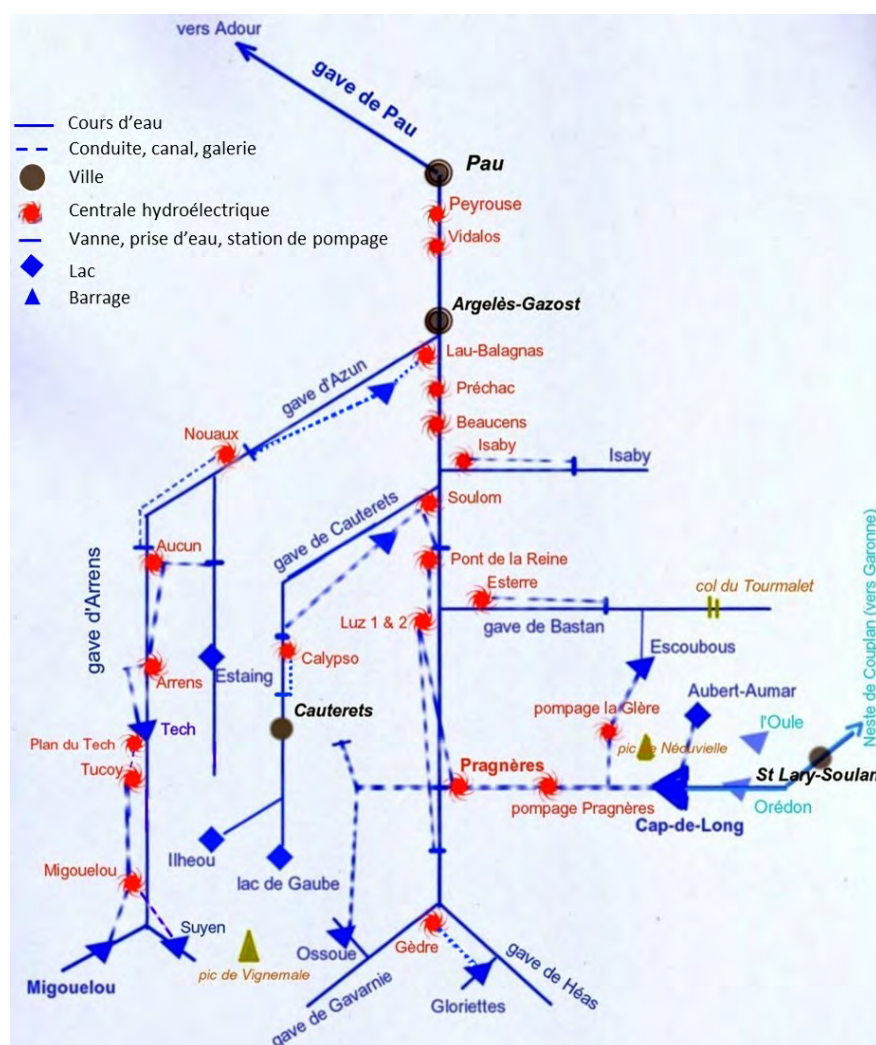 vers Adour
gave de Pau
Cours d'eau
Conduite, canal, galerie
Ville
Centrale hydroélectrique
Vanne, prise d'eau, station de pompage
Lac
Barrage
Pau
Peyrouse
Vidalos
Argelès-Gazost
Lau-Balagnas
gave d'Azun
Préchac
Beaucens
Nouaux
Isaby
Isaby
Soulom
gave de Cauterets
Aucun
Pont de la Reine
Esterre
col du Tourmalet
Neste de Couplan (vers Garonne)
gave d'Arrens
Luz 1 & 2
gave de Bastan
Calypso
Escoubous
Arrens
Estaing
Aubert-Aumar
Cauterets
pompage la Glère
l'Oule
Tech
Plan du Tech
pic de Néouvielle
Tucoy
Pragnères
St Lary-Soulan
pompage Pragnères
Orédon
Cap-de-Long
Ilheou
Migouelou
lac de Gaube
Suyen
Ossoue
Gèdre
pic de Vignemale
gave de Héas
Migouelou
gave de Gavarnie
Gloriettes